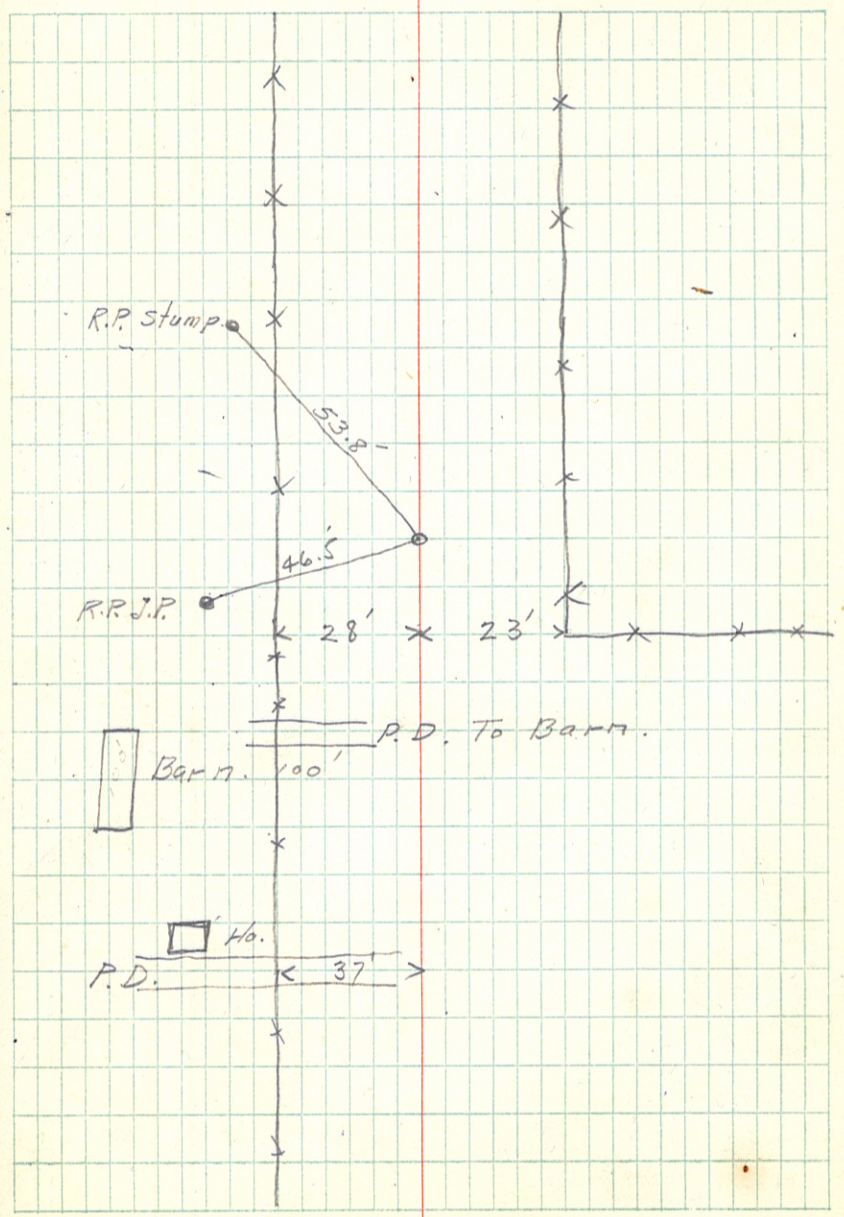 R.P. Stump.
53.8
46.5'
R.P. J.P.
28' 23'
P.D. To Barn.
Barn. 100'
Ho.
P.D. 37'